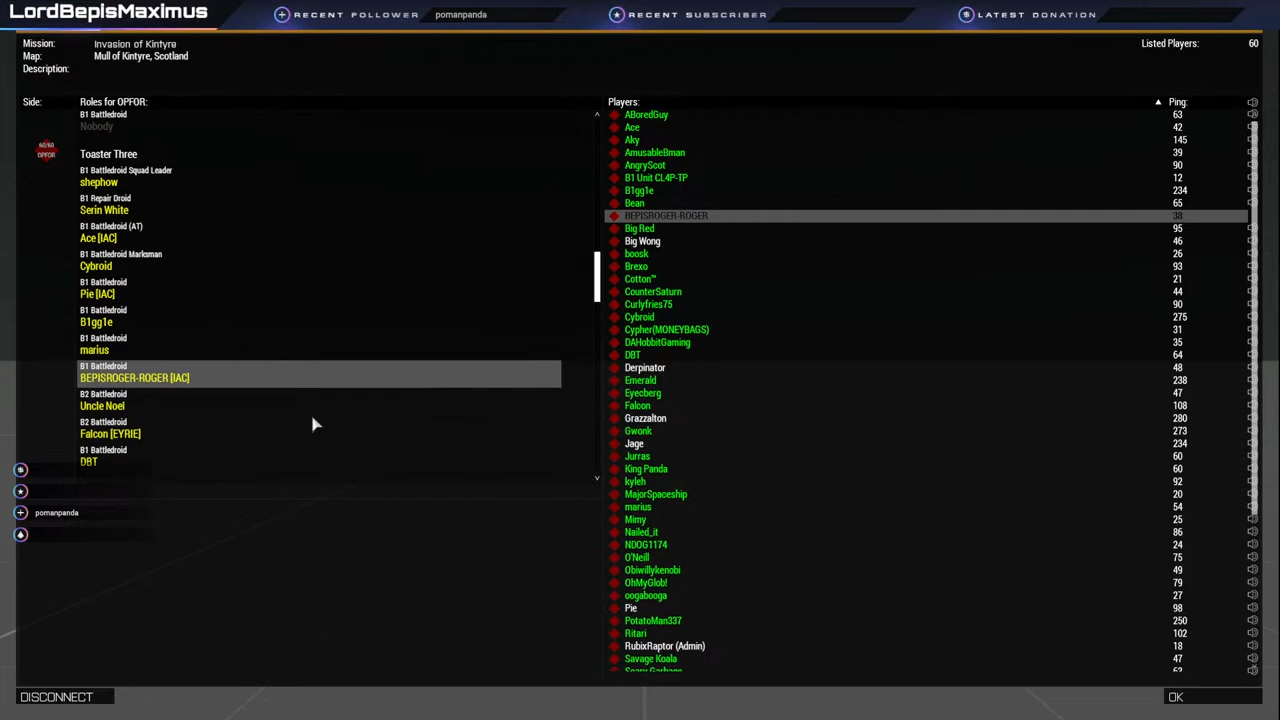 LordBepisMaximus
RECENT FOLLOWER pomanpanda
RECENT SUBSCRIBER
LATEST DONATION
Mission: Invasion of Kintyre
Map: Mull of Kintyre, Scotland
Description:
Listed Players: 60
Side: Roles for OPFOR:
B1 Battledroid
Nobody
60/60
OPFOR
Toaster Three
B1 Battledroid Squad Leader
shephow
B1 Repair Droid
Serin White
B1 Battledroid (AT)
Ace [IAC]
B1 Battledroid Marksman
Cybroid
B1 Battledroid
Pie [IAC]
B1 Battledroid
B1gg1e
B1 Battledroid
marius
B1 Battledroid
BEPISROGER-ROGER [IAC]
B2 Battledroid
Uncle Noel
B2 Battledroid
Falcon [EYRIE]
B1 Battledroid
DBT
pomanpanda
DISCONNECT
Players: Ping:
ABoredGuy 63
Ace 42
Aky 145
AmusableBman 39
AngryScot 90
B1 Unit CL4P-TP 12
B1gg1e 234
Bean 65
BEPISROGER-ROGER 38
Big Red 95
Big Wong 46
boosk 26
Brexo 93
Cotton™ 21
CounterSaturn 44
Curlyfries75 90
Cybroid 275
Cypher(MONEYBAGS) 31
DAHobbitGaming 35
DBT 64
Derpinator 48
Emerald 238
Eyecberg 47
Falcon 108
Grazzalton 280
Gwonk 273
Jage 234
Jurras 60
King Panda 60
kyleh 92
MajorSpaceship 20
marius 54
Mimy 25
Nailed_it 86
NDOG1174 24
O'Neill 75
Obiwillykenobi 49
OhMyGlob! 79
oogabooga 27
Pie 98
PotatoMan337 250
Ritari 102
RubixRaptor (Admin) 18
Savage Koala 47
OK